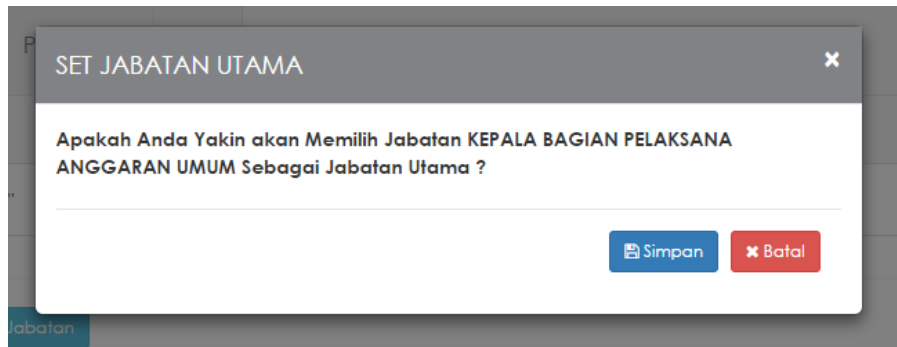 P
SET JABATAN UTAMA
Apakah Anda Yakin akan Memilih Jabatan KEPALA BAGIAN PELAKSANA
ANGGARAN UMUM Sebagai Jabatan Utama ?
"
Simpan
Batal
Jabatan